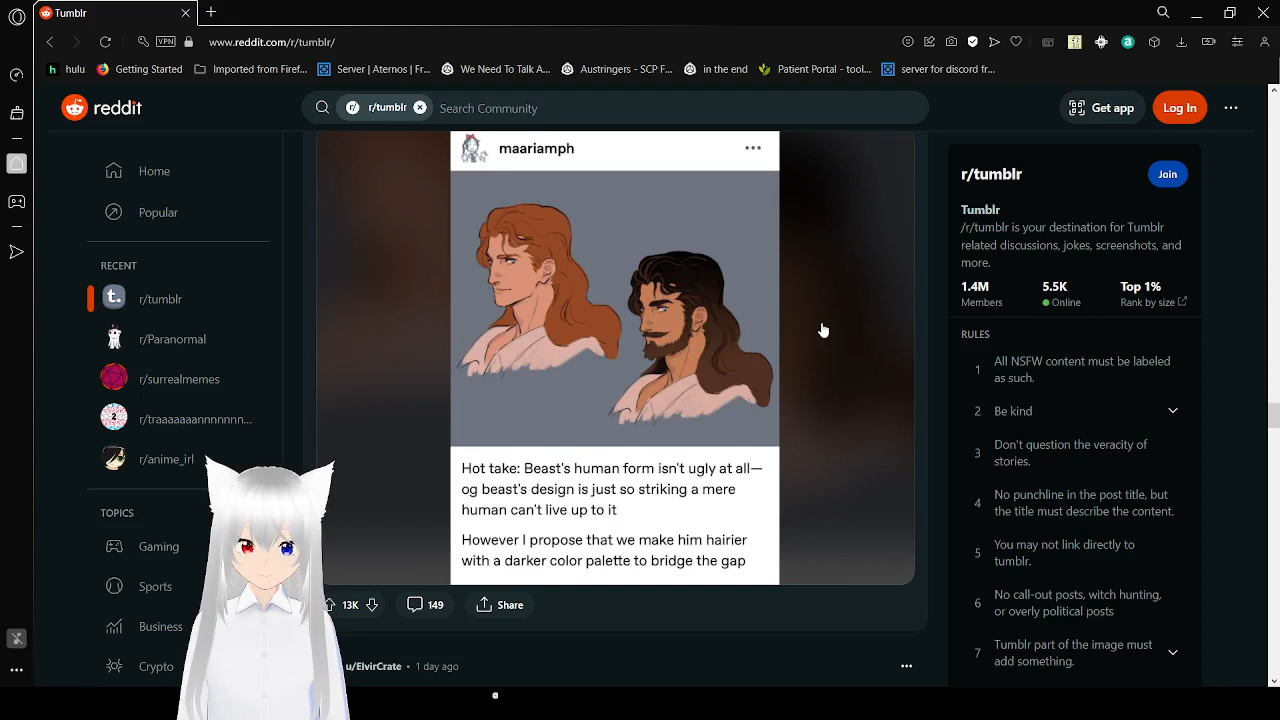 Tumblr
VPN
www.reddit.com/r/tumblr/
hulu
Getting Started
Imported from Firef...
Server | Aternos | Fr...
We Need To Talk A...
Austringers - SCP F...
in the end
Patient Portal - tool...
server for discord fr...
reddit
r/tumblr
Search Community
Get app
Log In
Home
Popular
RECENT
r/tumblr
r/Paranormal
r/surrealmemes
r/traaaaaaannnnnnn...
r/anime_irl
TOPICS
Gaming
Sports
Business
Crypto
maariamph
Hot take: Beast's human form isn't ugly at all—
og beast's design is just so striking a mere
human can't live up to it
However I propose that we make him hairier
with a darker color palette to bridge the gap
13K
149
Share
u/ElvirCrate • 1 day ago
r/tumblr
Join
Tumblr
/r/tumblr is your destination for Tumblr
related discussions, jokes, screenshots, and
more.
1.4M
Members
5.5K
Online
Top 1%
Rank by size
RULES
1 All NSFW content must be labeled
as such.
2 Be kind
3 Don't question the veracity of
stories.
4 No punchline in the post title, but
the title must describe the content.
5 You may not link directly to
tumblr.
6 No call-out posts, witch hunting,
or overly political posts
7 Tumblr part of the image must
add something.